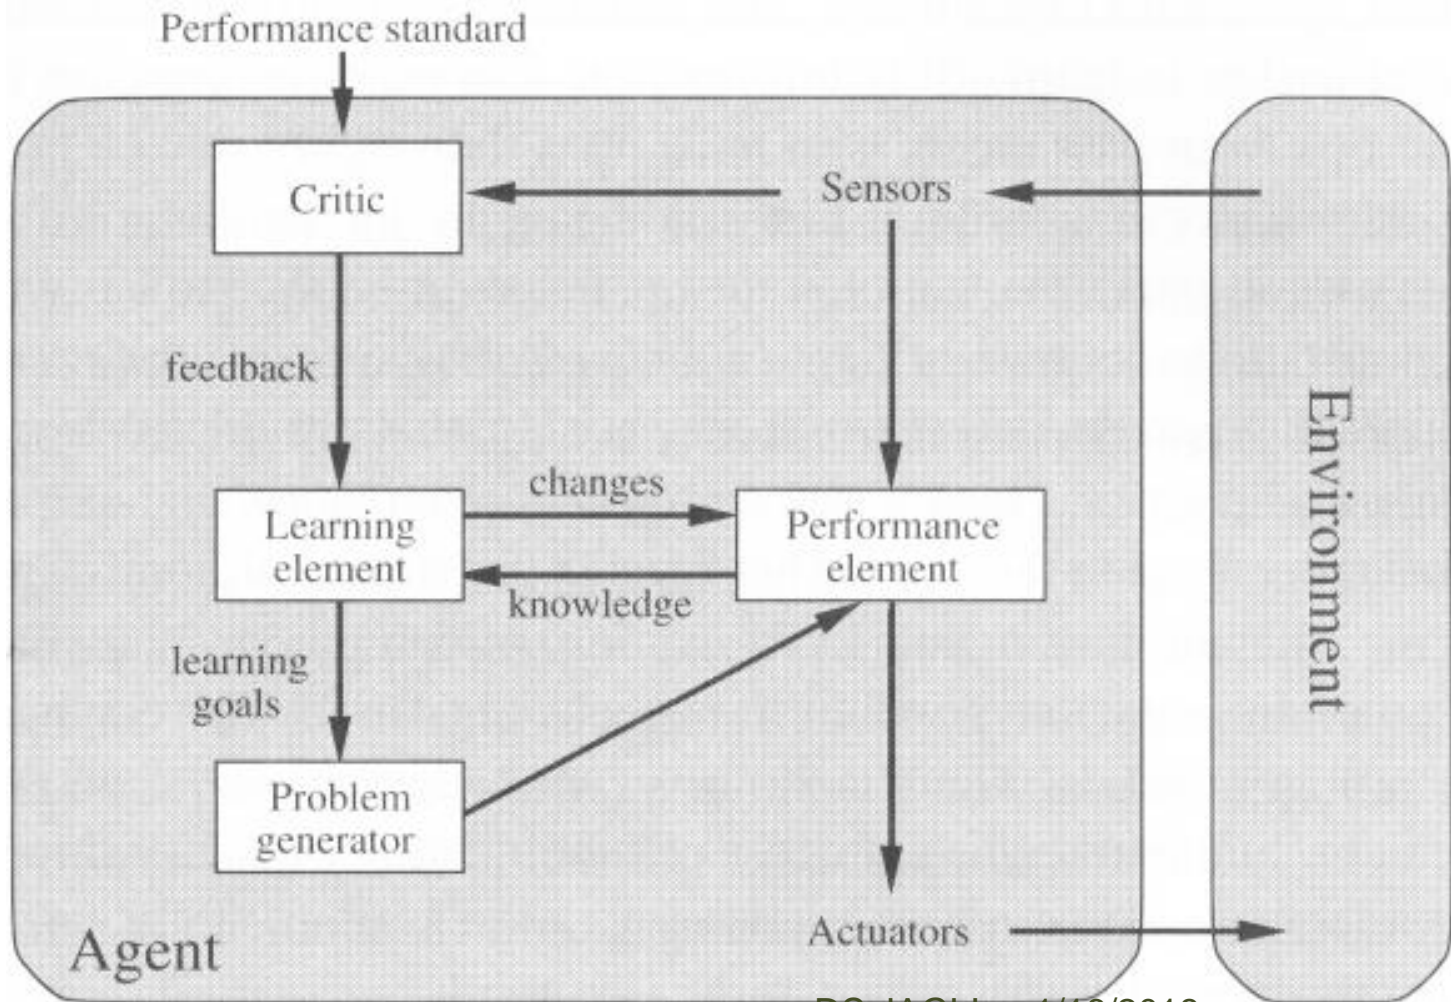 Performance standard
Critic
Sensors
feedback
changes
Learning
element
Performance
element
knowledge
learning
goals
Problem
generator
Agent
Actuators
Environment